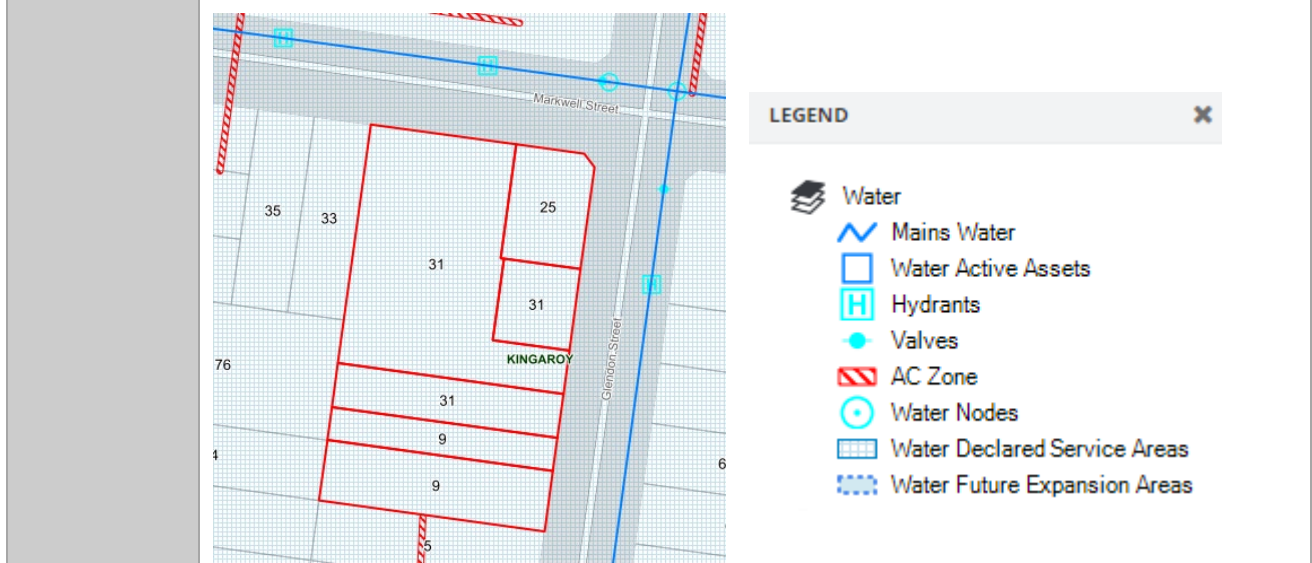 Markwell Street
35
33
25
31
31
Glendon Street
KINGAROY
76
31
9
4
6
9
5
LEGEND
Water
Mains Water
Water Active Assets
H Hydrants
Valves
AC Zone
Water Nodes
Water Declared Service Areas
Water Future Expansion Areas
H
H
H